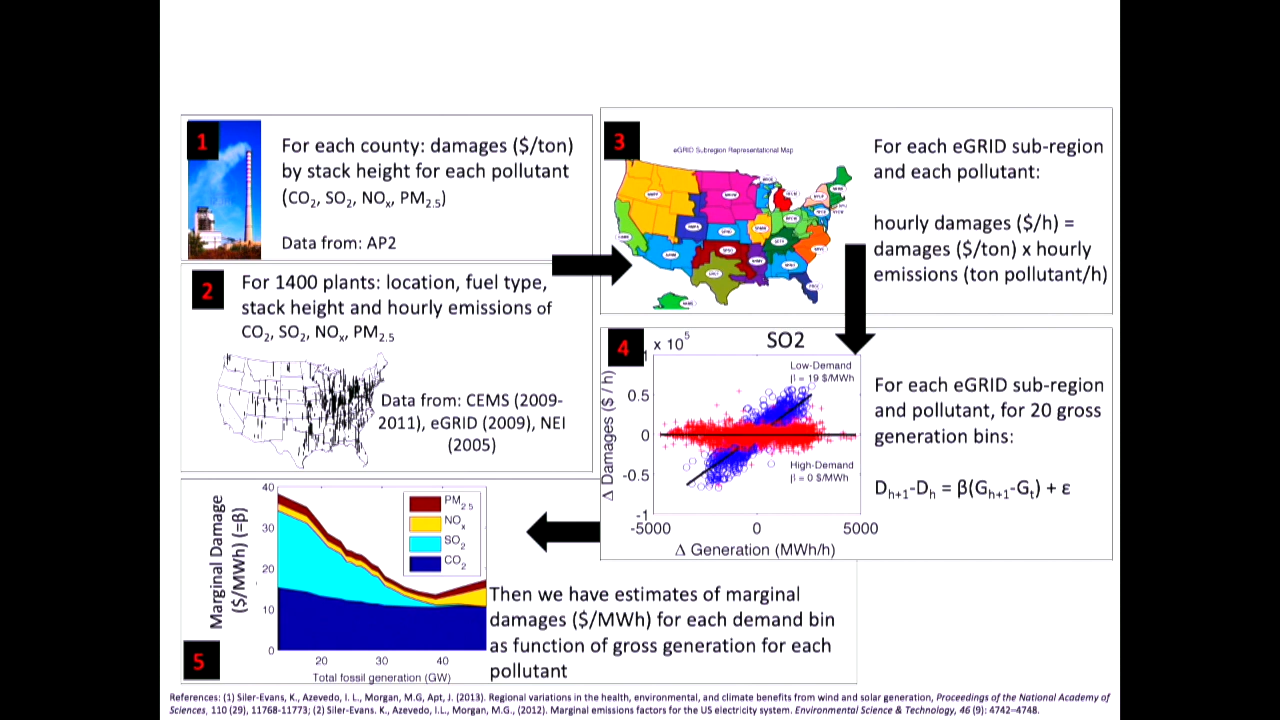 1
For each county: damages ($/ton)
by stack height for each pollutant
(CO2, SO2, NOx, PM2.5)
Data from: AP2
2
For 1400 plants: location, fuel type,
stack height and hourly emissions of
CO2, SO2, NOx, PM2.5
Data from: CEMS (2009-
2011), eGRID (2009), NEI
(2005)
3
eGRID Subregion Representational Map
For each eGRID sub-region
and each pollutant:
hourly damages ($/h) =
damages ($/ton) x hourly
emissions (ton pollutant/h)
4
x 10^5
SO2
Low-Demand
= 19 $/MWh
High-Demand
= 0 $/MWh
1
0.5
0
-0.5
-1
-5000 0 5000
Δ Damages ($ / h)
Δ Generation (MWh/h)
For each eGRID sub-region
and pollutant, for 20 gross
generation bins:
Dh+1-Dh = β(Gh+1-Gt) + ε
5
Marginal Damage
($/MWh) (=β)
40
30
20
10
0
20 30 40
Total fossil generation (GW)
PM2.5
NOx
SO2
CO2
Then we have estimates of marginal
damages ($/MWh) for each demand bin
as function of gross generation for each
pollutant
References: (1) Siler-Evans, K., Azevedo, I. L., Morgan, M.G, Apt, J. (2013). Regional variations in the health, environmental, and climate benefits from wind and solar generation, Proceedings of the National Academy of
Sciences, 110 (29), 11768-11773; (2) Siler-Evans. K., Azevedo, I.L., Morgan, M.G., (2012). Marginal emissions factors for the US electricity system. Environmental Science & Technology, 46 (9): 4742–4748.